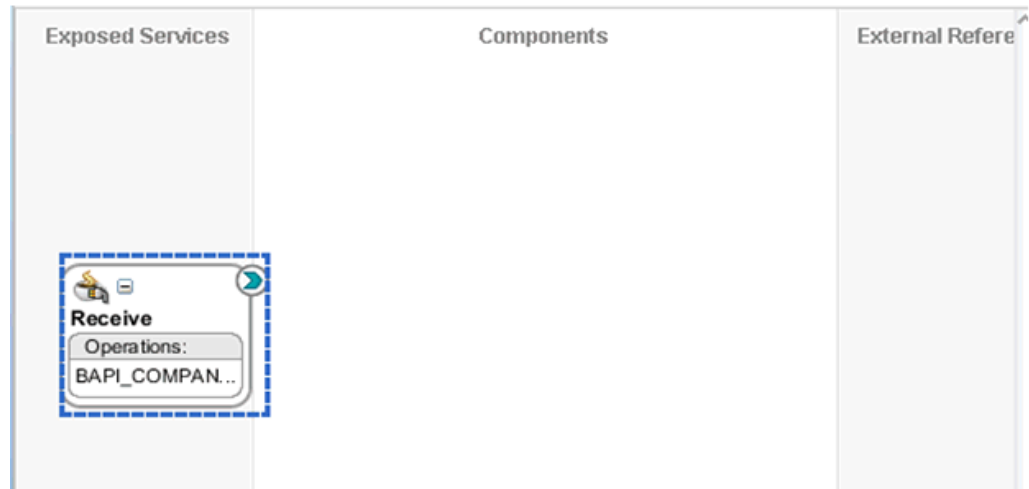 Exposed Services
Components
External Refere
Receive
Operations:
BAPI_COMPAN...